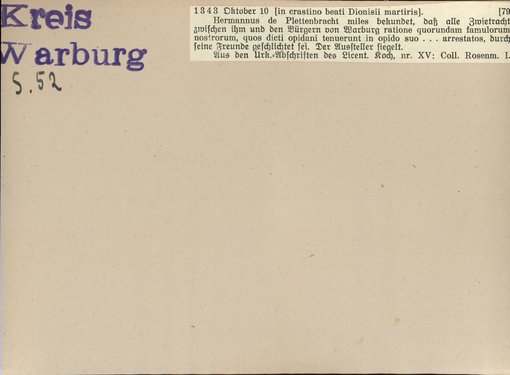 Kreis
Warburg
S. 52
1343 Oktober 10 [in crastino beati Dionisii martiris]. [79
Hermannus de Plettenbracht miles bekundet, daß alle Zwietracht
zwischen ihm und den Bürgern von Warburg ratione quorundam famulorum
nostrorum, quos dicti opidani tenuerunt in opido suo . . . arrestatos, durch
seine Freunde geschlichtet sei. Der Aussteller siegelt.
Aus den Urk.-Abschriften des Licent. Koch, nr. XV: Coll. Rosenm. I.